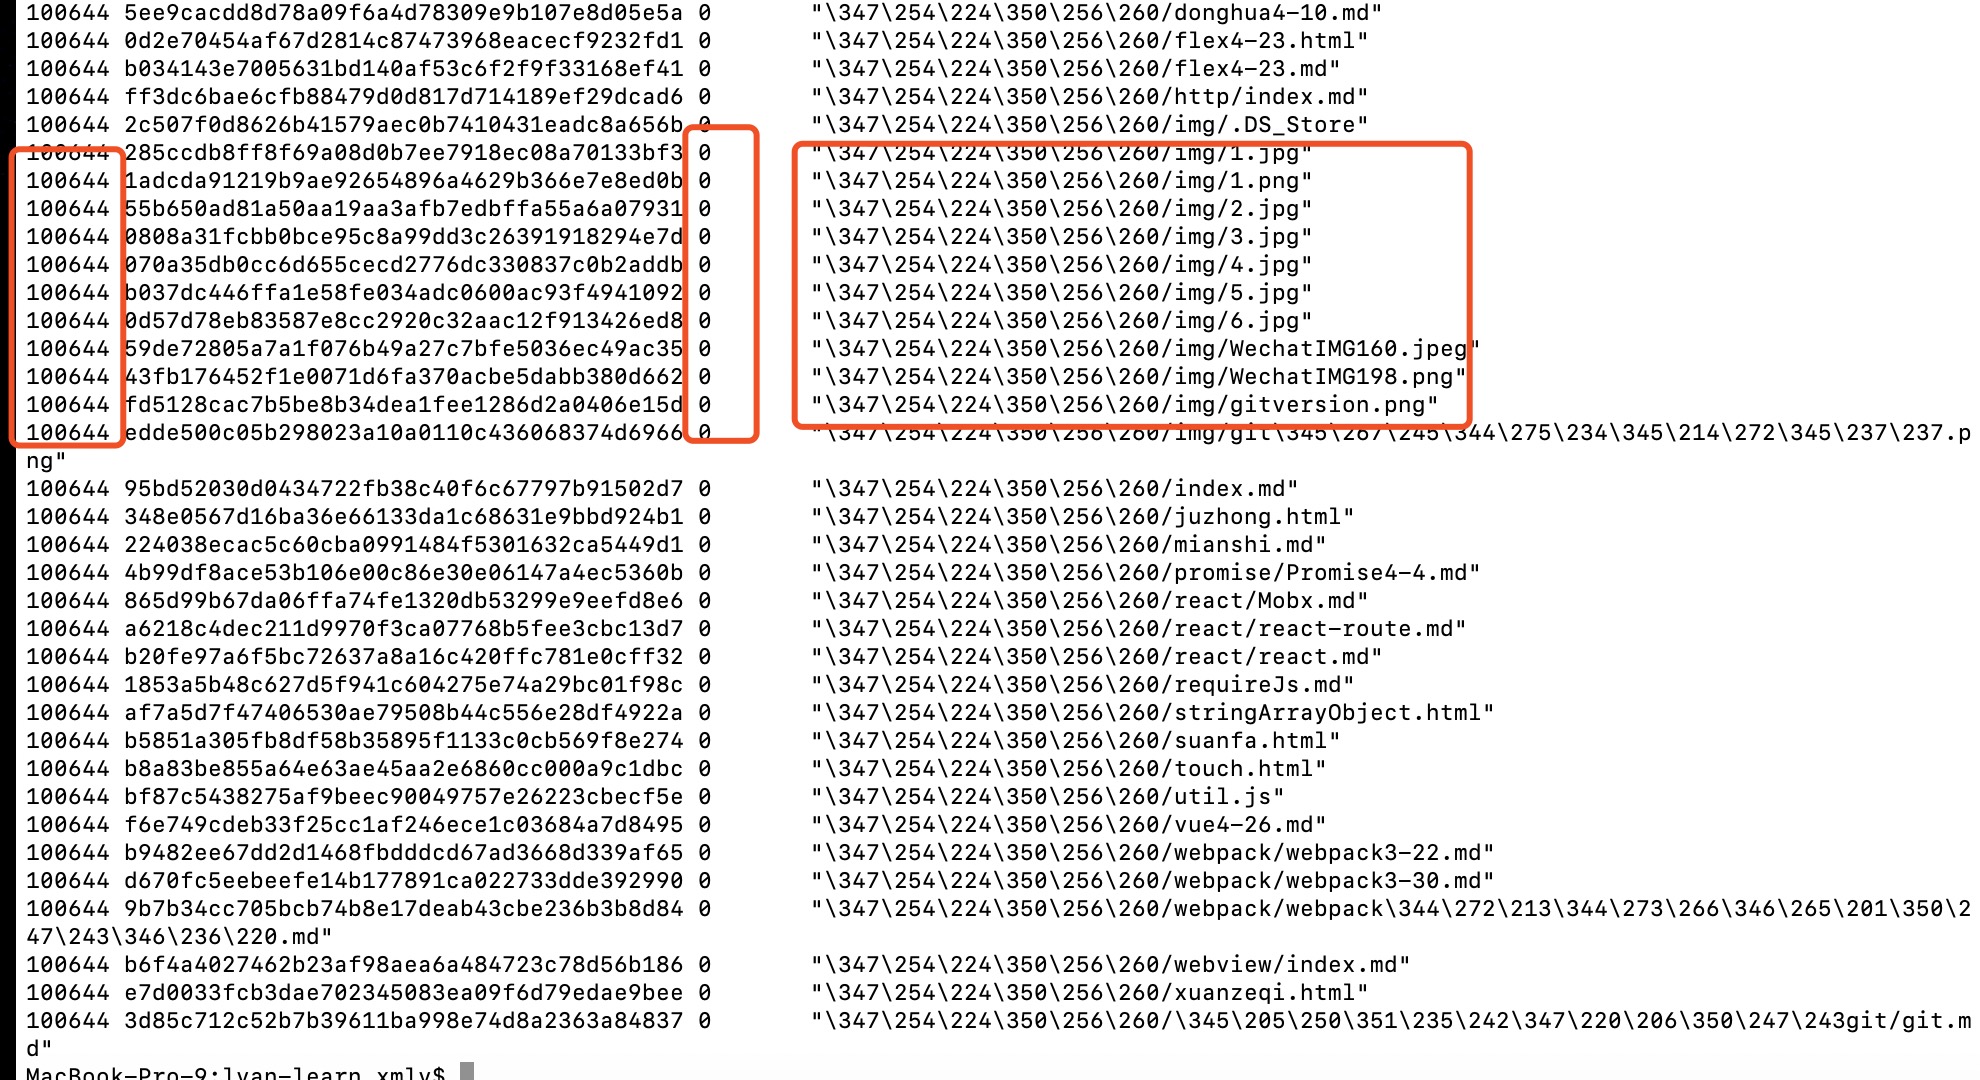 100644 5ee9cacdd8d78a09f6a4d78309e9b107e8d05e5a 0	"\347\254\224\350\256\260/donghua4-10.md"
100644 0d2e70454af67d2814c87473968eacecf9232fd1 0	"\347\254\224\350\256\260/flex4-23.html"
100644 b034143e7005631bd140af53c6f2f9f33168ef41 0	"\347\254\224\350\256\260/flex4-23.md"
100644 ff3dc6bae6cfb88479d0d817d714189ef29dcad6 0	"\347\254\224\350\256\260/http/index.md"
100644 2c507f0d8626b41579aec0b7410431eadc8a656b 0	"\347\254\224\350\256\260/img/.DS_Store"
100644 285ccdb8ff8f69a08d0b7ee7918ec08a70133bf3 0	"\347\254\224\350\256\260/img/1.jpg"
100644 1adcda91219b9ae92654896a4629b366e7e8ed0b 0	"\347\254\224\350\256\260/img/1.png"
100644 55b650ad81a50aa19aa3afb7edbffa55a6a07931 0	"\347\254\224\350\256\260/img/2.jpg"
100644 0808a31fcbb0bce95c8a99dd3c26391918294e7d 0	"\347\254\224\350\256\260/img/3.jpg"
100644 070a35db0cc6d655cecd2776dc330837c0b2addb 0	"\347\254\224\350\256\260/img/4.jpg"
100644 b037dc446ffa1e58fe034adc0600ac93f4941092 0	"\347\254\224\350\256\260/img/5.jpg"
100644 0d57d78eb83587e8cc2920c32aac12f913426ed8 0	"\347\254\224\350\256\260/img/6.jpg"
100644 59de72805a7a1f076b49a27c7bfe5036ec49ac35 0	"\347\254\224\350\256\260/img/WechatIMG160.jpeg"
100644 43fb176452f1e0071d6fa370acbe5dabb380d662 0	"\347\254\224\350\256\260/img/WechatIMG198.png"
100644 fd5128cac7b5be8b34dea1fee1286d2a0406e15d 0	"\347\254\224\350\256\260/img/gitversion.png"
100644 edde500c05b298023a10a0110c436068374d6966 0	"\347\254\224\350\256\260/img/git\345\267\245\344\275\234\345\214\272\345\237\237.p
ng"
100644 95bd52030d0434722fb38c40f6c67797b91502d7 0	"\347\254\224\350\256\260/index.md"
100644 348e0567d16ba36e66133da1c68631e9bbd924b1 0	"\347\254\224\350\256\260/juzhong.html"
100644 224038ecac5c60cba0991484f5301632ca5449d1 0	"\347\254\224\350\256\260/mianshi.md"
100644 4b99df8ace53b106e00c86e30e06147a4ec5360b 0	"\347\254\224\350\256\260/promise/Promise4-4.md"
100644 865d99b67da06ffa74fe1320db53299e9eefd8e6 0	"\347\254\224\350\256\260/react/Mobx.md"
100644 a6218c4dec211d9970f3ca07768b5fee3cbc13d7 0	"\347\254\224\350\256\260/react/react-route.md"
100644 b20fe97a6f5bc72637a8a16c420ffc781e0cff32 0	"\347\254\224\350\256\260/react/react.md"
100644 1853a5b48c627d5f941c604275e74a29bc01f98c 0	"\347\254\224\350\256\260/requireJs.md"
100644 af7a5d7f47406530ae79508b44c556e28df4922a 0	"\347\254\224\350\256\260/stringArrayObject.html"
100644 b5851a305fb8df58b35895f1133c0cb569f8e274 0	"\347\254\224\350\256\260/suanfa.html"
100644 b8a83be855a64e63ae45aa2e6860cc000a9c1dbc 0	"\347\254\224\350\256\260/touch.html"
100644 bf87c5438275af9beec90049757e26223cbecf5e 0	"\347\254\224\350\256\260/util.js"
100644 f6e749cdeb33f25cc1af246ece1c03684a7d8495 0	"\347\254\224\350\256\260/vue4-26.md"
100644 b9482ee67dd2d1468fbdddcd67ad3668d339af65 0	"\347\254\224\350\256\260/webpack/webpack3-22.md"
100644 d670fc5eebeefe14b177891ca022733dde392990 0	"\347\254\224\350\256\260/webpack/webpack3-30.md"
100644 9b7b34cc705bcb74b8e17deab43cbe236b3b8d84 0	"\347\254\224\350\256\260/webpack/webpack\344\272\213\344\273\266\346\265\201\350\2
47\243\346\236\220.md"
100644 b6f4a4027462b23af98aea6a484723c78d56b186 0	"\347\254\224\350\256\260/webview/index.md"
100644 e7d0033fcb3dae702345083ea09f6d79edae9bee 0	"\347\254\224\350\256\260/xuanzeqi.html"
100644 3d85c712c52b7b39611ba998e74d8a2363a84837 0	"\347\254\224\350\256\260/\345\205\250\351\235\242\347\220\206\350\247\243git/git.m
d"
MacBook-Pro-9:lyan-learn xmly$